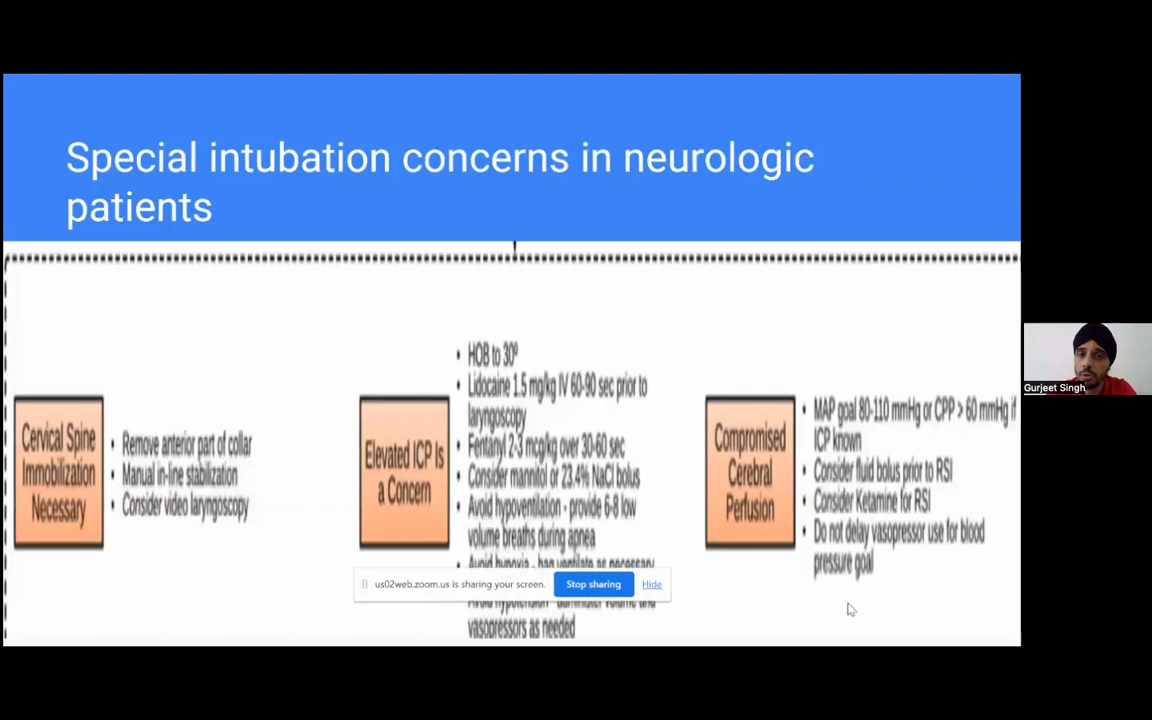 Special intubation concerns in neurologic
patients
Cervical Spine
Immobilization
Necessary
• Remove anterior part of collar
• Manual in-line stabilization
• Consider video laryngoscopy
Elevated ICP Is
a Concern
• HOB to 30º
• Lidocaine 1.5 mg/kg IV 60-90 sec prior to
laryngoscopy
• Fentanyl 2-3 mcg/kg over 30-60 sec
• Consider mannitol or 23.4% NaCl bolus
• Avoid hypoventilation - provide 6-8 low
volume breaths during apnea
Avoid hypoxia - bag ventilate as necessary
Avoid hypotension - administer volume and
vasopressors as needed
Compromised
Cerebral
Perfusion
• MAP goal 80-110 mmHg or CPP > 60 mmHg if
ICP known
• Consider fluid bolus prior to RSI
• Consider Ketamine for RSI
• Do not delay vasopressor use for blood
pressure goal
us02web.zoom.us is sharing your screen.
Stop sharing
Hide
Gurjeet Singh